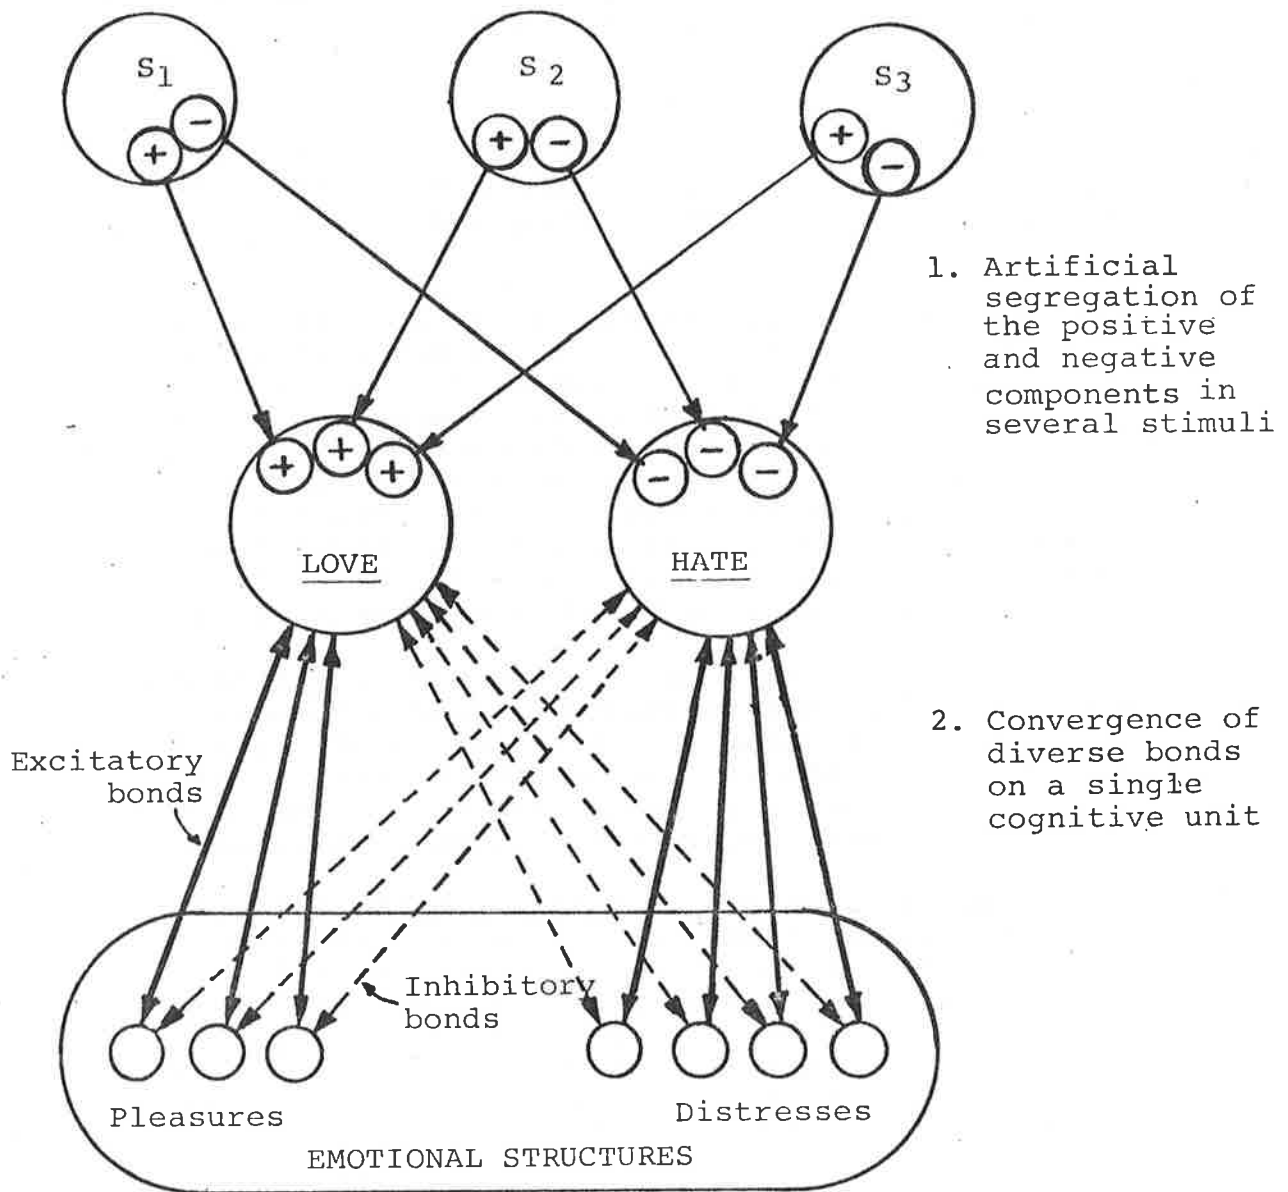 S1
S 2
S3
+
-
+
-
+
-
1. Artificial
segregation of
the positive
and negative
components in
several stimuli
+
+
+
-
-
-
LOVE
HATE
2. Convergence of
diverse bonds
on a single
cognitive unit
Excitatory
bonds
Inhibitory
bonds
Pleasures
Distresses
EMOTIONAL STRUCTURES